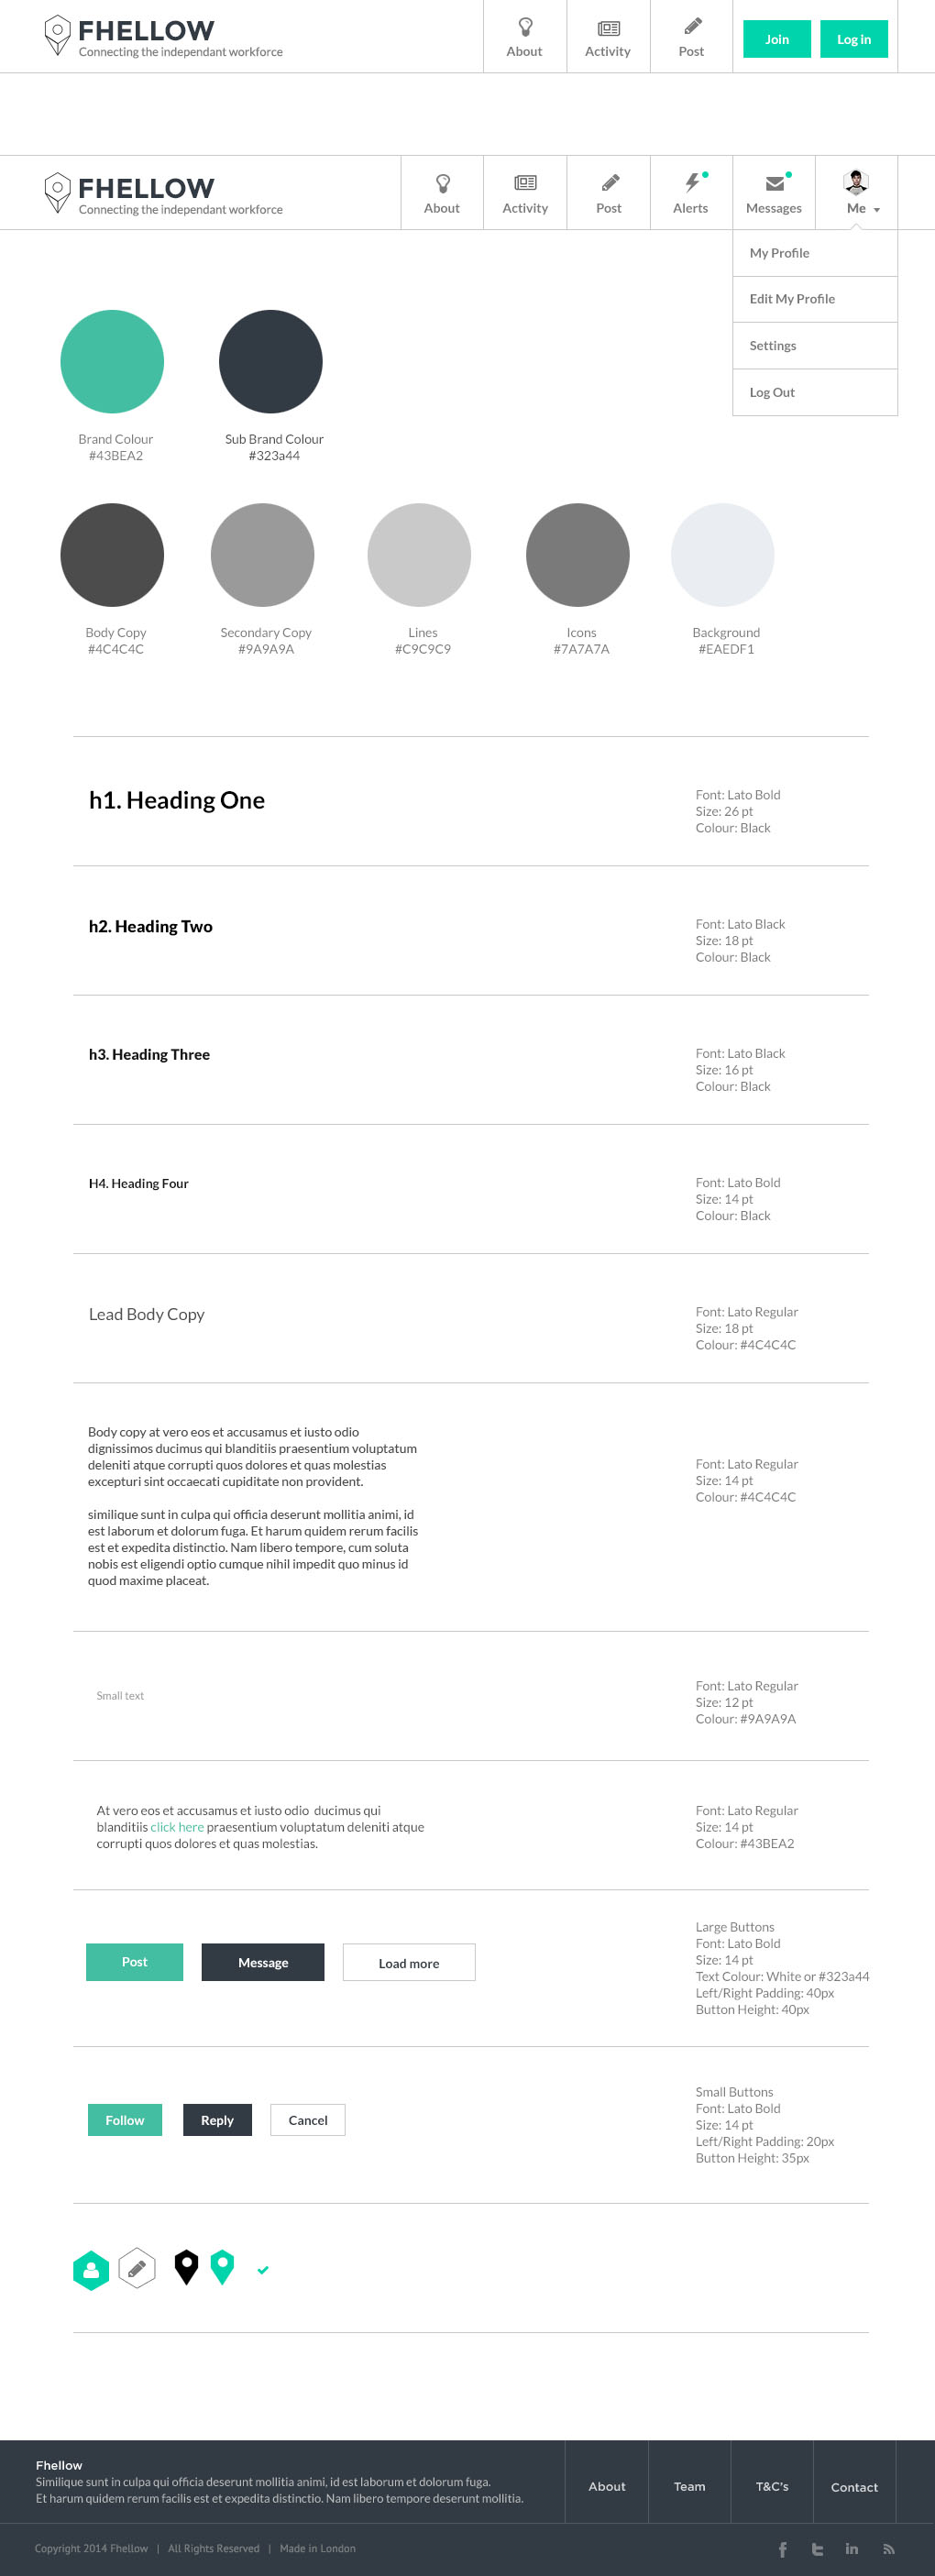 FHELLOW
Connecting the independant workforce
About
Activity
Post
Join
Log in
FHELLOW
Connecting the independant workforce
About
Activity
Post
Alerts
Messages
Me
My Profile
Edit My Profile
Settings
Log Out
Brand Colour
#43BEA2
Sub Brand Colour
#323a44
Body Copy
#4C4C4C
Secondary Copy
#9A9A9A
Lines
#C9C9C9
Icons
#7A7A7A
Background
#EAEDF1
h1. Heading One
Font: Lato Bold
Size: 26 pt
Colour: Black
h2. Heading Two
Font: Lato Black
Size: 18 pt
Colour: Black
h3. Heading Three
Font: Lato Black
Size: 16 pt
Colour: Black
H4. Heading Four
Font: Lato Bold
Size: 14 pt
Colour: Black
Lead Body Copy
Font: Lato Regular
Size: 18 pt
Colour: #4C4C4C
Body copy at vero eos et accusamus et iusto odio
dignissimos ducimus qui blanditiis praesentium voluptatum
deleniti atque corrupti quos dolores et quas molestias
excepturi sint occaecati cupiditate non provident.
similique sunt in culpa qui officia deserunt mollitia animi, id
est laborum et dolorum fuga. Et harum quidem rerum facilis
est et expedita distinctio. Nam libero tempore, cum soluta
nobis est eligendi optio cumque nihil impedit quo minus id
quod maxime placeat.
Font: Lato Regular
Size: 14 pt
Colour: #4C4C4C
Small text
Font: Lato Regular
Size: 12 pt
Colour: #9A9A9A
At vero eos et accusamus et iusto odio ducimus qui
blanditiis click here praesentium voluptatum deleniti atque
corrupti quos dolores et quas molestias.
Font: Lato Regular
Size: 14 pt
Colour: #43BEA2
Post
Message
Load more
Large Buttons
Font: Lato Bold
Size: 14 pt
Text Colour: White or #323a44
Left/Right Padding: 40px
Button Height: 40px
Follow
Reply
Cancel
Small Buttons
Font: Lato Bold
Size: 14 pt
Left/Right Padding: 20px
Button Height: 35px
Fhellow
Similique sunt in culpa qui officia deserunt mollitia animi, id est laborum et dolorum fuga.
Et harum quidem rerum facilis est et expedita distinctio. Nam libero tempore deserunt mollitia.
About
Team
T&C's
Contact
Copyright 2014 Fhellow | All Rights Reserved | Made in London